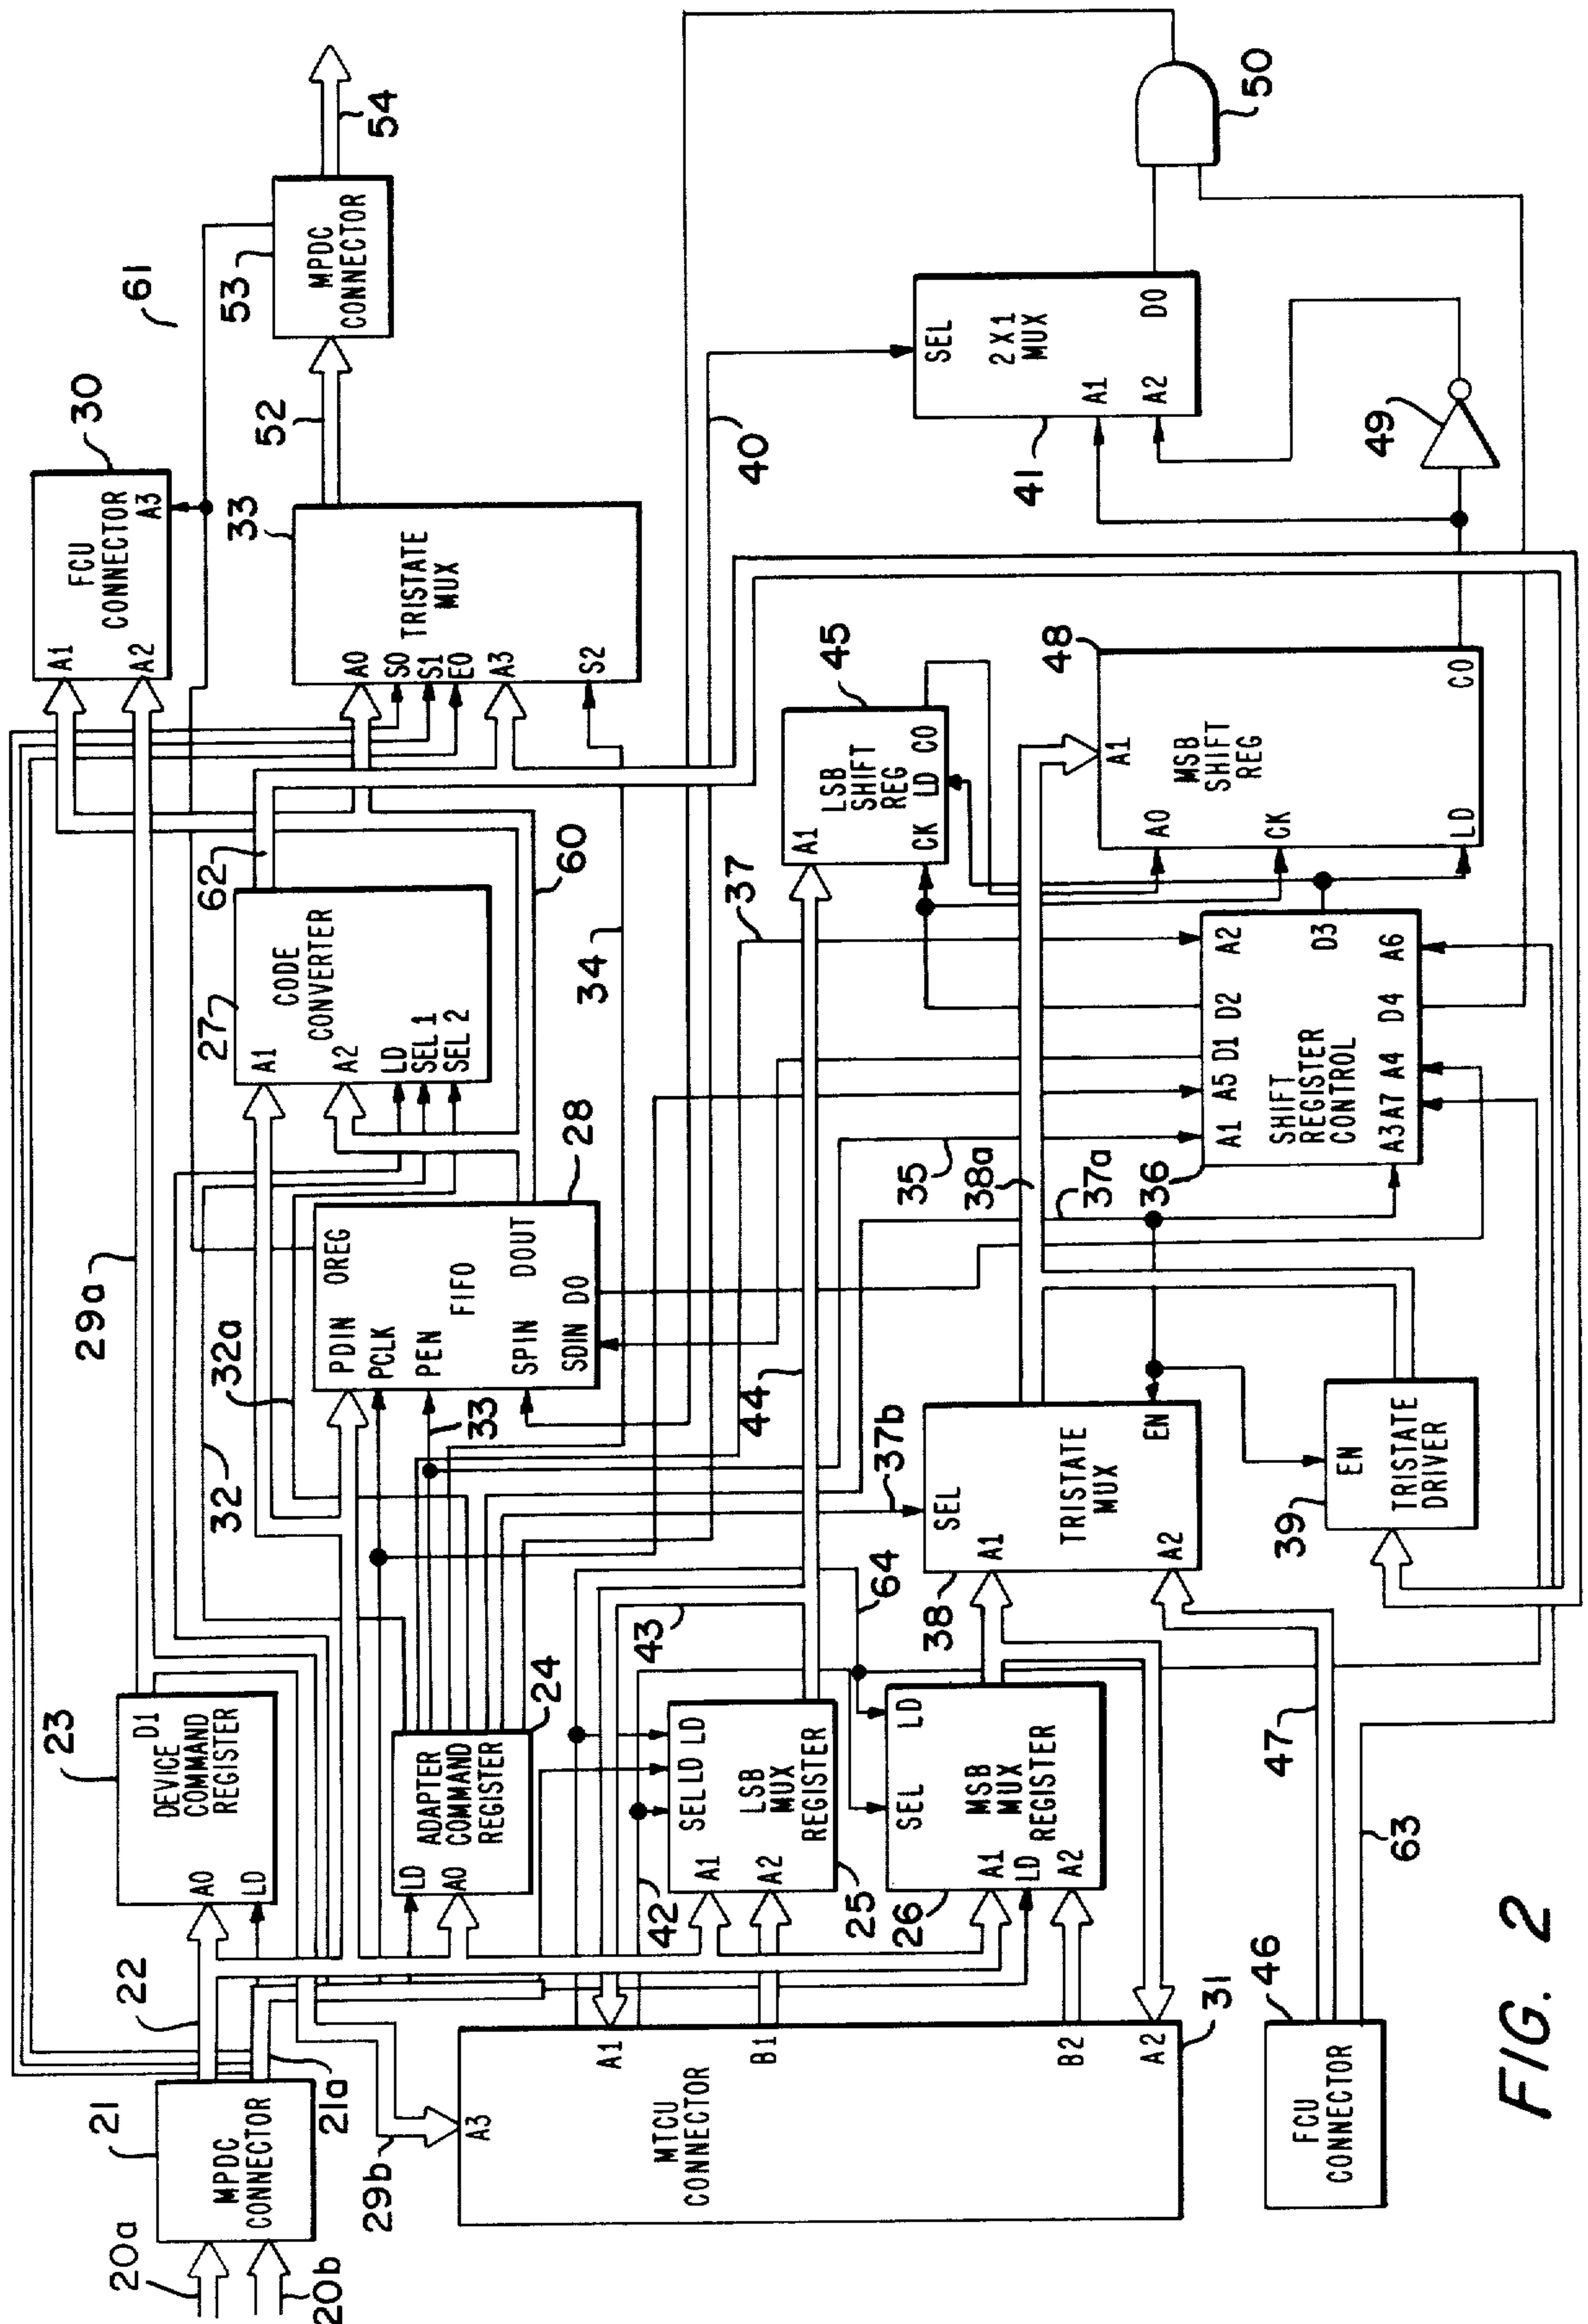 20a
20b
21
MPDC
CONNECTOR
21a
22
23
D1
DEVICE
COMMAND
REGISTER
A0
LD
29a
29b
32
32a
27
CODE
CONVERTER
A1
A2
LD
SEL 1
SEL 2
62
30
FCU
CONNECTOR
A1
A2
A3
61
53
MPDC
CONNECTOR
54
52
33
TRISTATE
MUX
A0
S0
S1
E0
A3
S2
60
34
28
PDIN
OREG
PCLK
PEN
FIFO
SPIN
DOUT
SDIN
D0
33
24
ADAPTER
COMMAND
REGISTER
LD
A0
42
43
44
64
SEL
LD
LD
LSB
MUX
REGISTER
A1
A2
25
SEL
LD
MSB
MUX
REGISTER
A1
LD
A2
26
A3
MTCU
CONNECTOR
A1
B1
B2
A2
31
46
FCU
CONNECTOR
47
63
37b
38
SEL
A1
TRISTATE
MUX
EN
A2
39
EN
TRISTATE
DRIVER
35
38a
37a
37
36
A1
A5
D1
D2
A2
SHIFT
REGISTER
CONTROL
D3
A3
A7
A4
D4
A6
45
A1
LSB
SHIFT
REG
CK
LD
CO
48
A1
MSB
SHIFT
REG
A0
CK
LD
CO
40
41
SEL
2X1
MUX
A1
A2
D0
49
50
FIG. 2